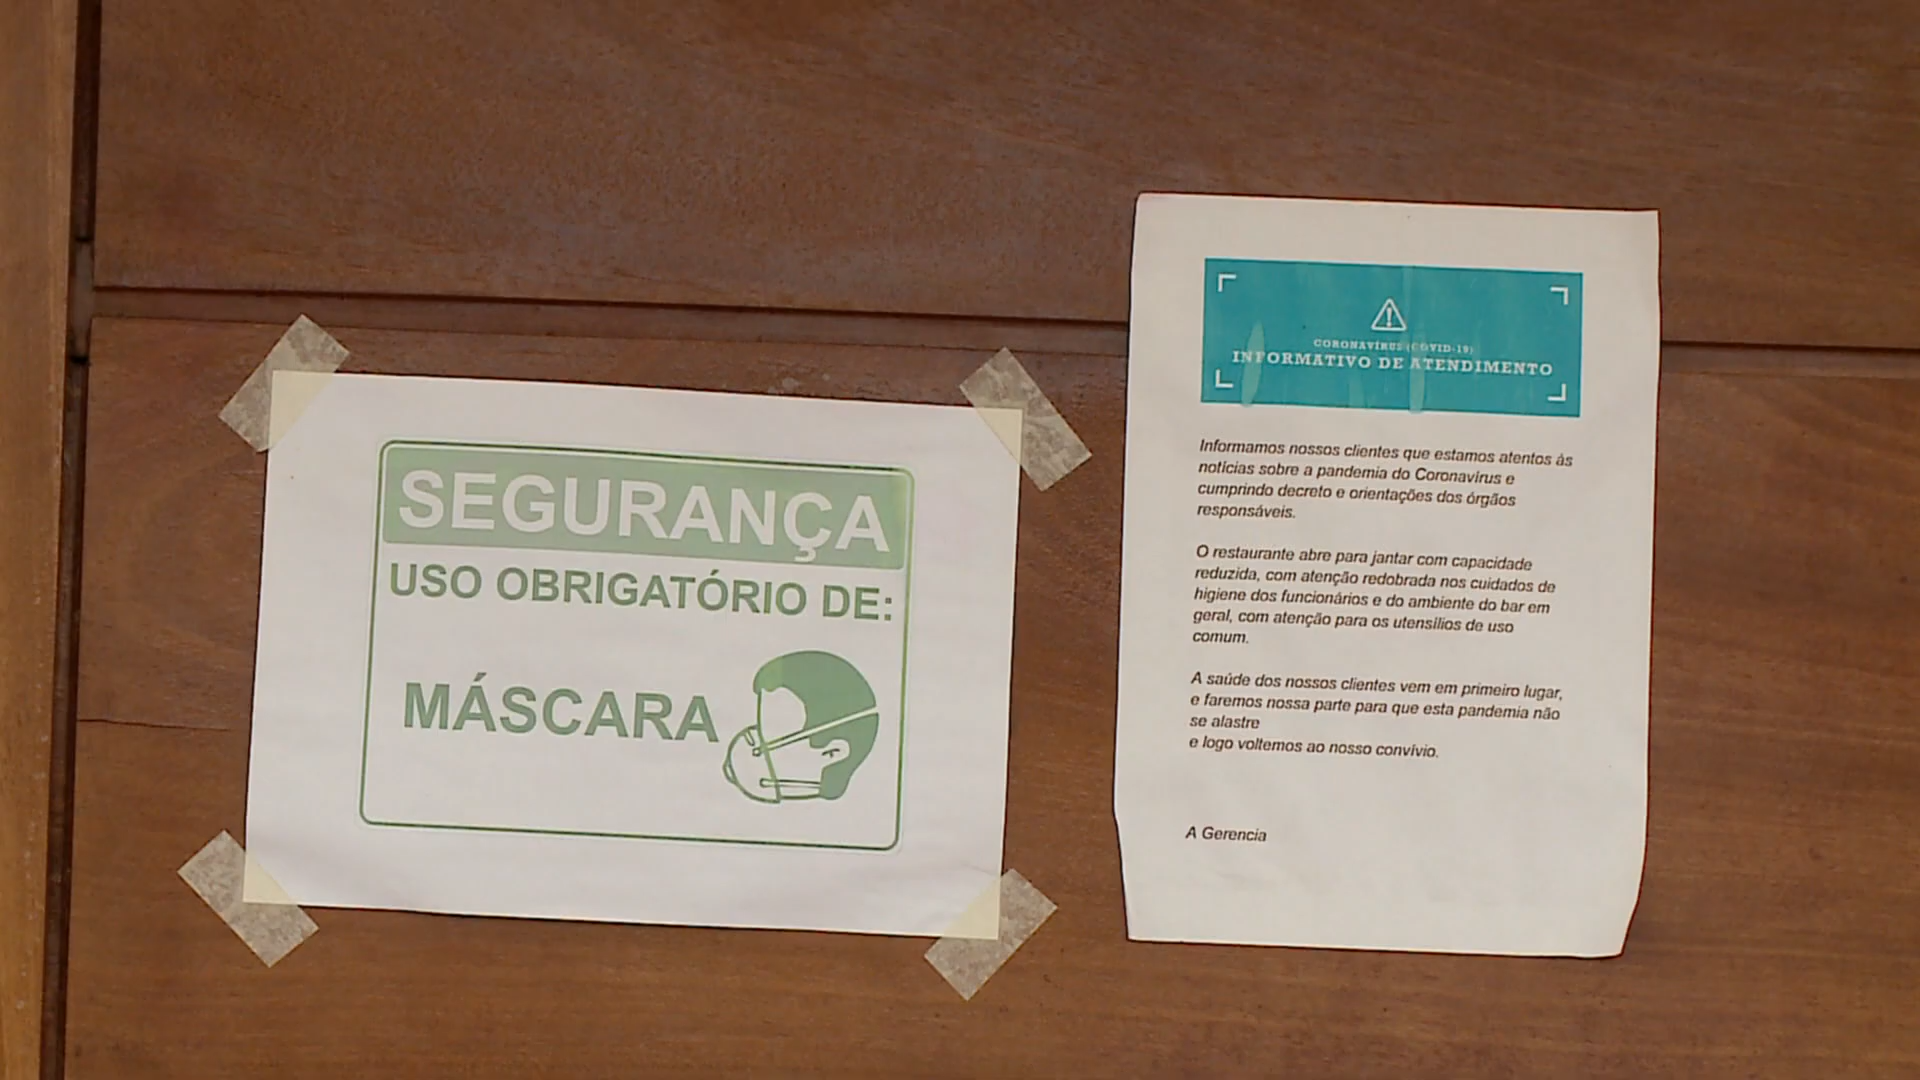 SEGURANÇA
USO OBRIGATÓRIO DE:
MÁSCARA
CORONAVÍRUS (COVID-19)
INFORMATIVO DE ATENDIMENTO
Informamos nossos clientes que estamos atentos ás
notícias sobre a pandemia do Coronavírus e
cumprindo decreto e orientações dos órgãos
responsáveis.
O restaurante abre para jantar com capacidade
reduzida, com atenção redobrada nos cuidados de
higiene dos funcionários e do ambiente do bar em
geral, com atenção para os utensílios de uso
comum.
A saúde dos nossos clientes vem em primeiro lugar,
e faremos nossa parte para que esta pandemia não
se alastre
e logo voltemos ao nosso convívio.
A Gerencia